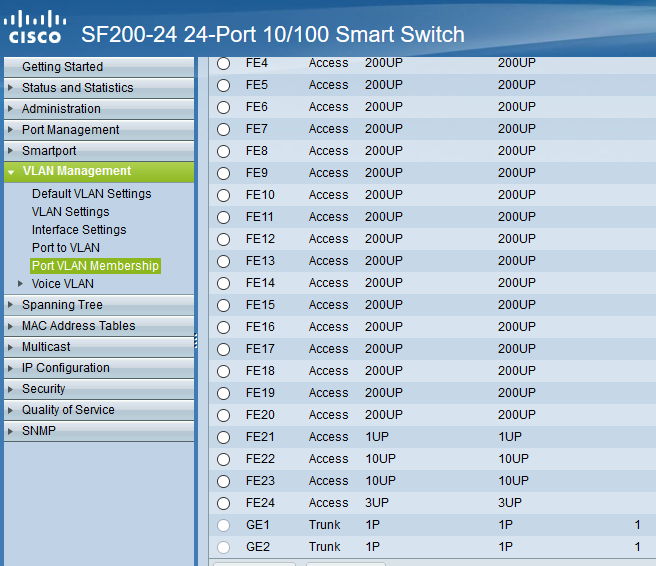 CISCO SF200-24 24-Port 10/100 Smart Switch
Getting Started
Status and Statistics
Administration
Port Management
Smartport
VLAN Management
Default VLAN Settings
VLAN Settings
Interface Settings
Port to VLAN
Port VLAN Membership
Voice VLAN
Spanning Tree
MAC Address Tables
Multicast
IP Configuration
Security
Quality of Service
SNMP
FE4 Access 200UP 200UP
FE5 Access 200UP 200UP
FE6 Access 200UP 200UP
FE7 Access 200UP 200UP
FE8 Access 200UP 200UP
FE9 Access 200UP 200UP
FE10 Access 200UP 200UP
FE11 Access 200UP 200UP
FE12 Access 200UP 200UP
FE13 Access 200UP 200UP
FE14 Access 200UP 200UP
FE15 Access 200UP 200UP
FE16 Access 200UP 200UP
FE17 Access 200UP 200UP
FE18 Access 200UP 200UP
FE19 Access 200UP 200UP
FE20 Access 200UP 200UP
FE21 Access 1UP 1UP
FE22 Access 10UP 10UP
FE23 Access 10UP 10UP
FE24 Access 3UP 3UP
GE1 Trunk 1P 1P 1
GE2 Trunk 1P 1P 1